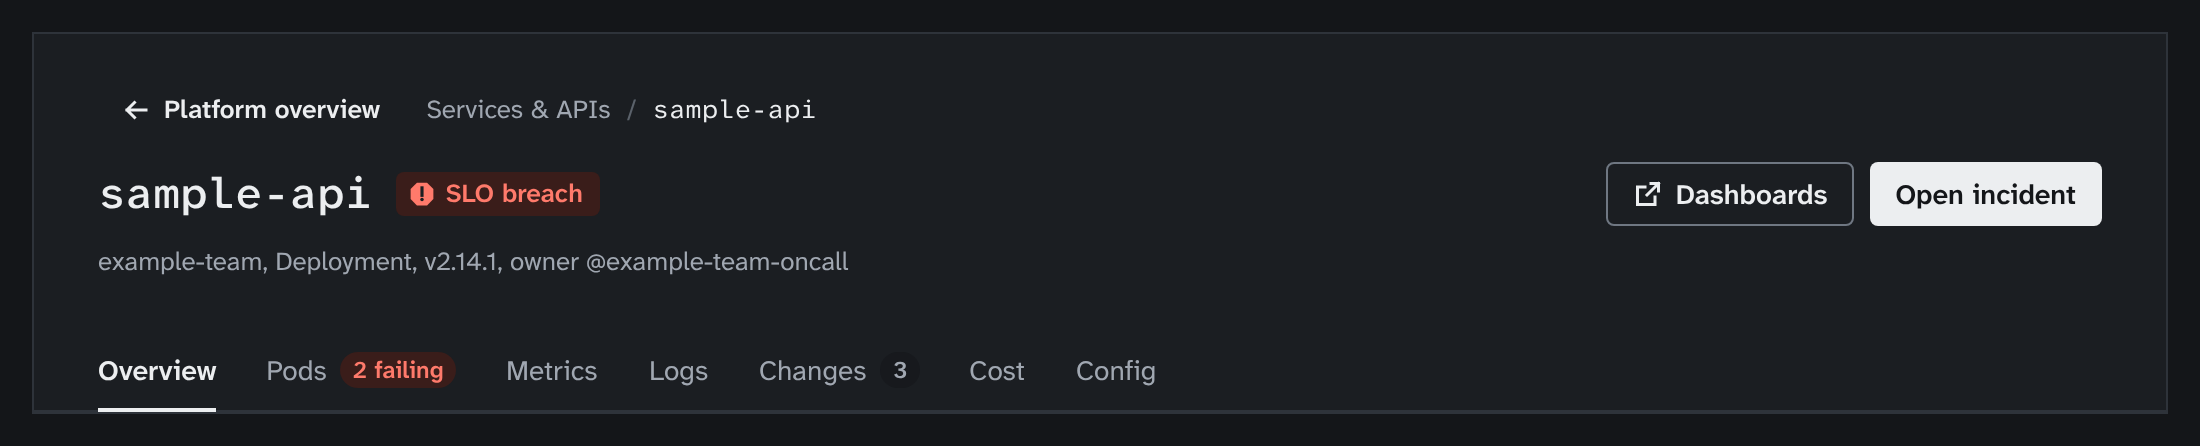 Platform overview Services & APIs / sample-api
sample-api SLO breach Dashboards Open incident
example-team, Deployment, v2.14.1, owner @example-team-oncall
Overview Pods 2 failing Metrics Logs Changes 3 Cost Config